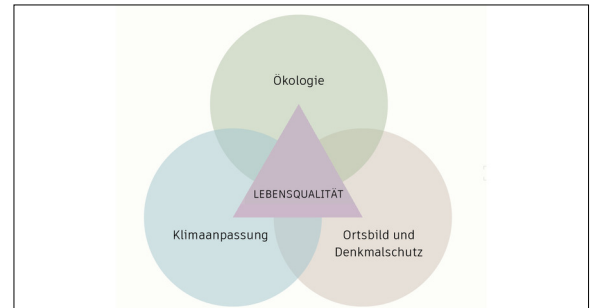 Ökologie
LEBENSQUALITÄT
Klimaanpassung
Ortsbild und
Denkmalschutz